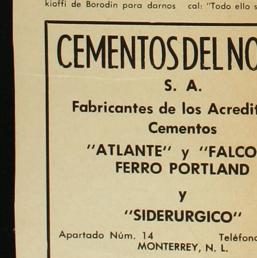 kioffi de Borodin para darnos cal: "Todo ello s
CEMENTOS DEL NO
S. A.
Fabricantes de los Acredit
Cementos
"ATLANTE" y "FALCO
FERRO PORTLAND
y
"SIDERURGICO"
Apartado Núm. 14 Teléfono
MONTERREY, N. L.